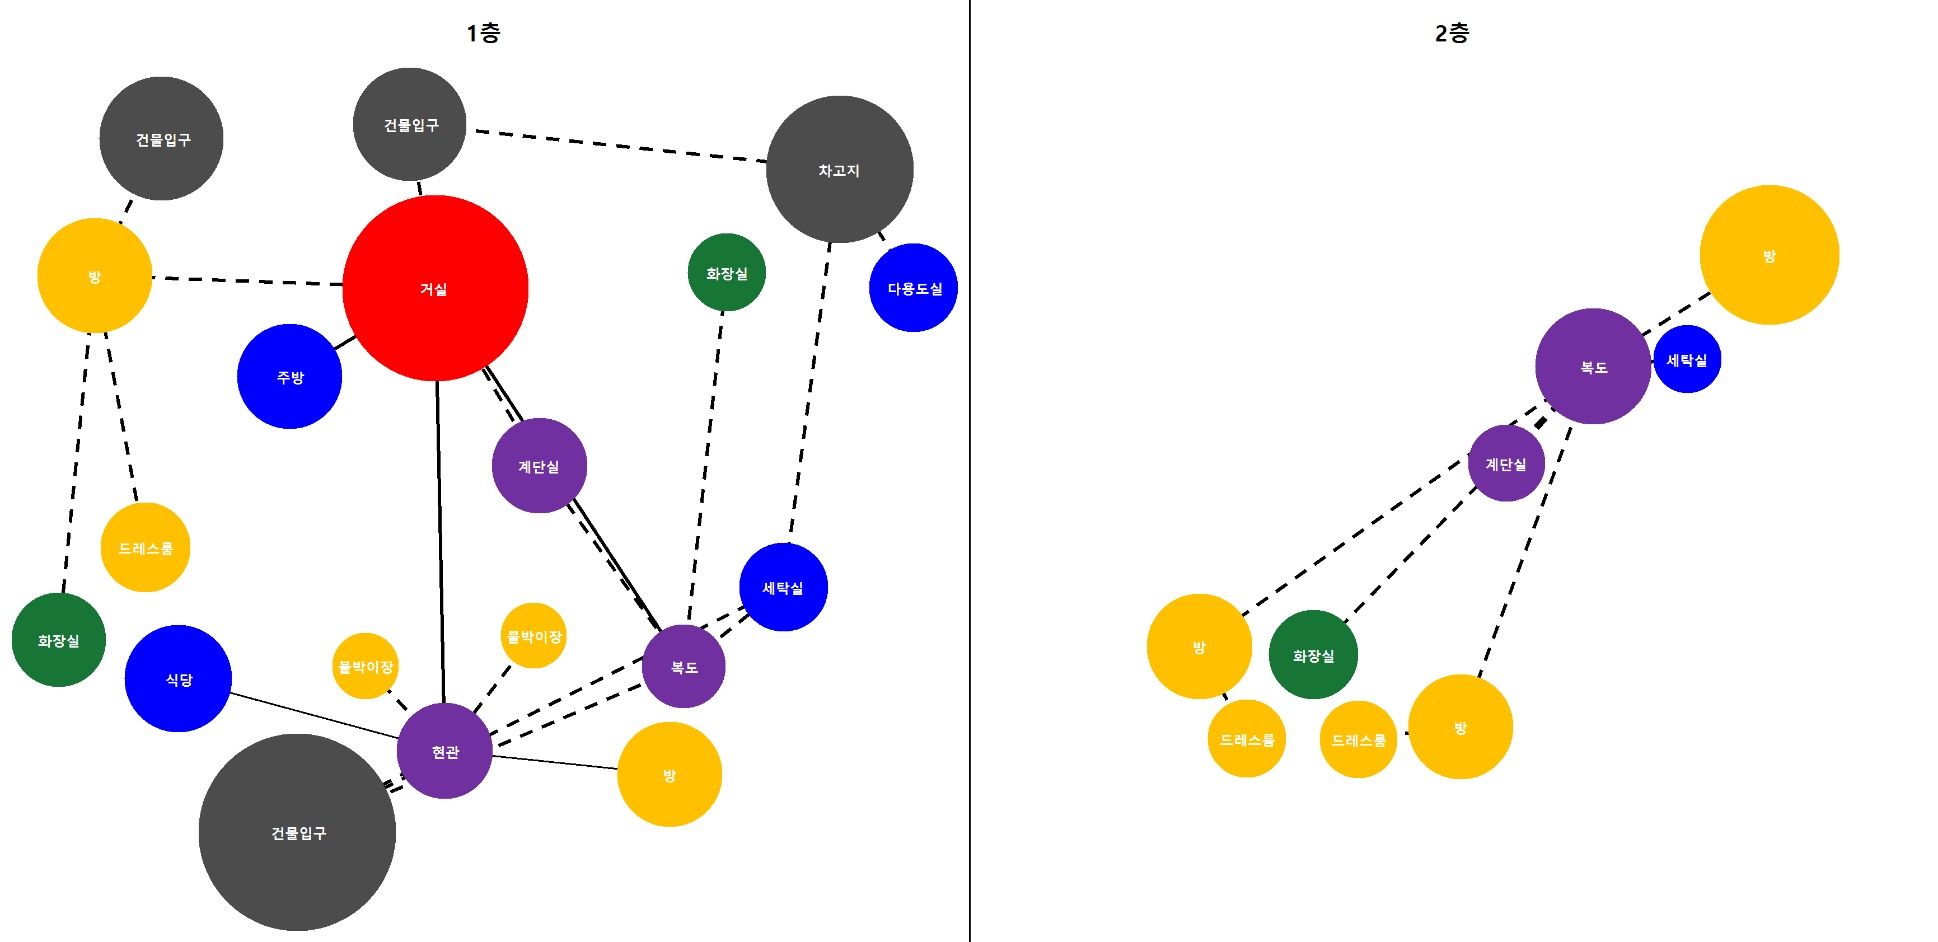 1층
건물입구
건물입구
차고지
방
거실
화장실
다용도실
주방
계단실
드레스룸
세탁실
화장실
식당
붙박이장
붙박이장
복도
현관
방
건물입구
2층
방
복도
세탁실
계단실
방
화장실
드레스룸
드레스룸
방